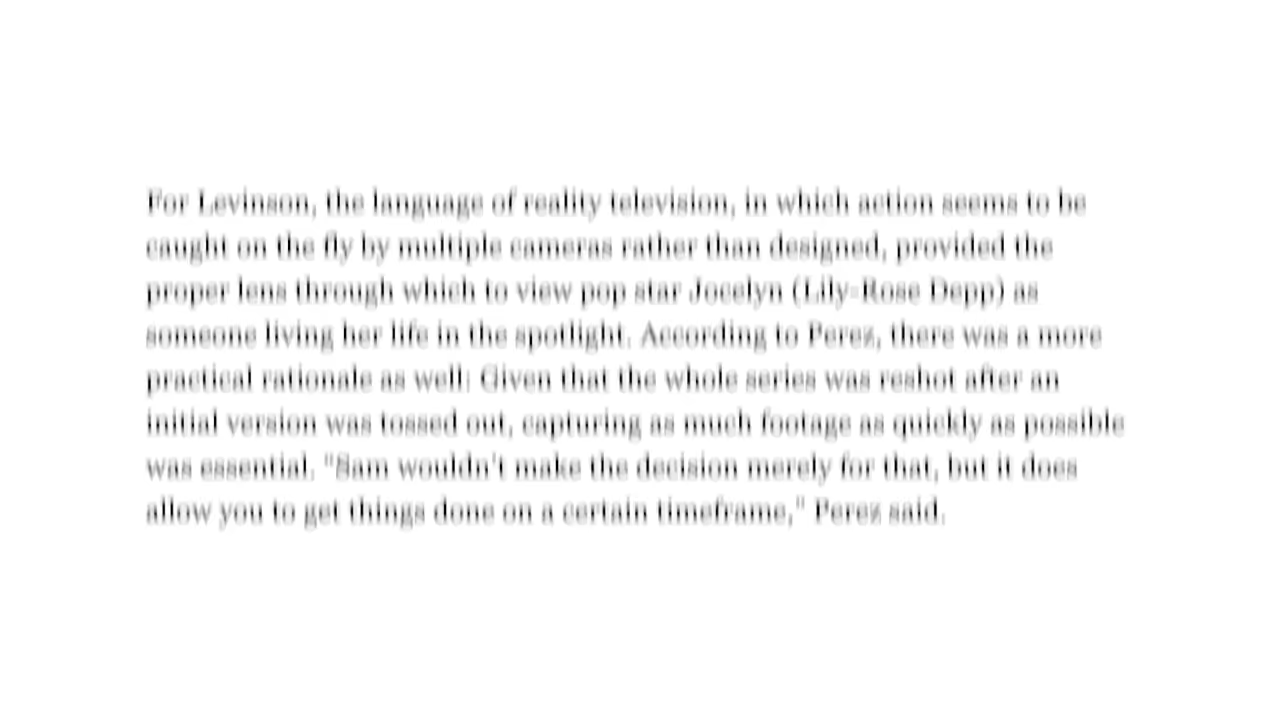 For Levinson, the language of reality television, in which action seems to be
caught on the fly by multiple cameras rather than designed, provided the
proper lens through which to view pop star Jocelyn (Lily-Rose Depp) as
someone living her life in the spotlight. According to Perez, there was a more
practical rationale as well: Given that the whole series was reshot after an
initial version was tossed out, capturing as much footage as quickly as possible
was essential. "Sam wouldn't make the decision merely for that, but it does
allow you to get things done on a certain timeframe," Perez said.